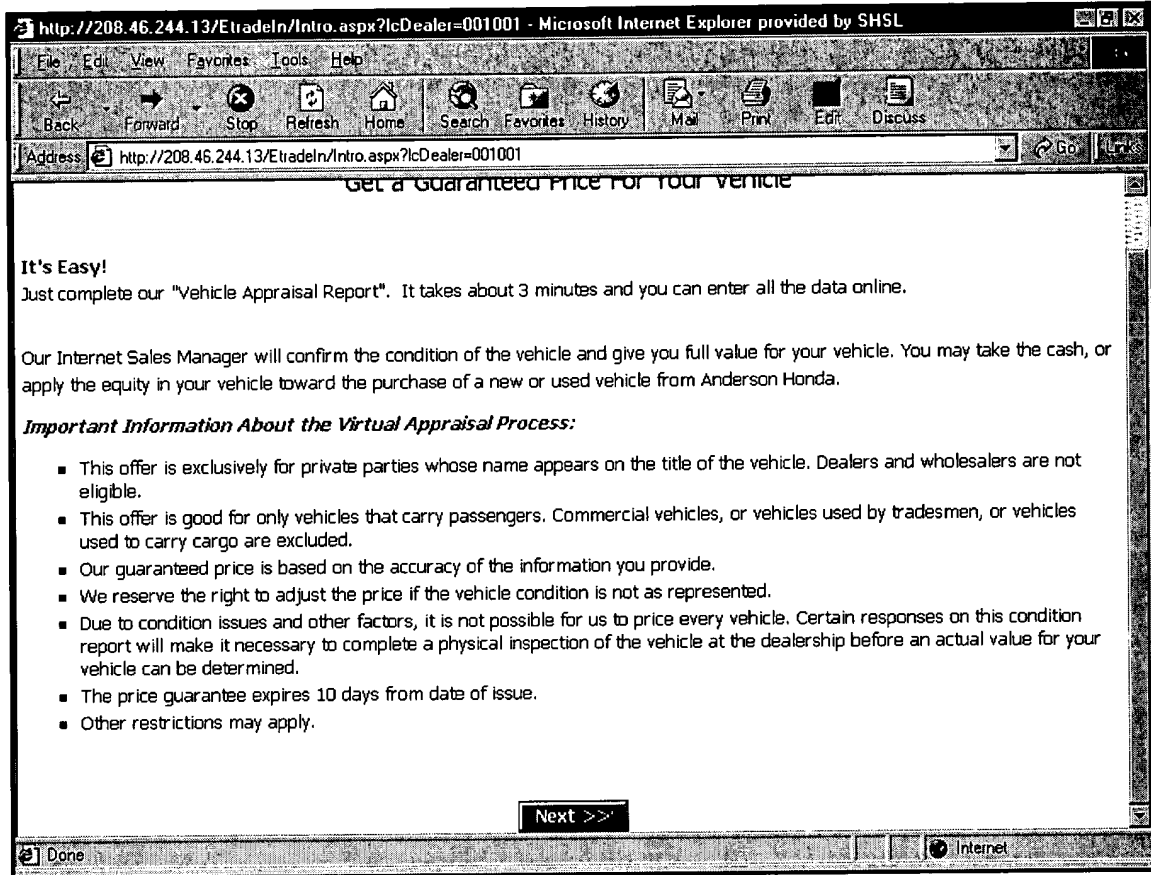 http://208.46.244.13/EtradeIn/Intro.aspx?lcDealer=001001 - Microsoft Internet Explorer provided by SHSL
File Edit View Favorites Tools Help
Back Forward Stop Refresh Home Search Favorites History Mail Print Edit Discuss
Address http://208.46.244.13/EtradeIn/Intro.aspx?lcDealer=001001 Go Links
Get a Guaranteed Price For Your Vehicle
It's Easy!
Just complete our "Vehicle Appraisal Report". It takes about 3 minutes and you can enter all the data online.
Our Internet Sales Manager will confirm the condition of the vehicle and give you full value for your vehicle. You may take the cash, or
apply the equity in your vehicle toward the purchase of a new or used vehicle from Anderson Honda.
Important Information About the Virtual Appraisal Process:
▪ This offer is exclusively for private parties whose name appears on the title of the vehicle. Dealers and wholesalers are not
eligible.
▪ This offer is good for only vehicles that carry passengers. Commercial vehicles, or vehicles used by tradesmen, or vehicles
used to carry cargo are excluded.
▪ Our guaranteed price is based on the accuracy of the information you provide.
▪ We reserve the right to adjust the price if the vehicle condition is not as represented.
▪ Due to condition issues and other factors, it is not possible for us to price every vehicle. Certain responses on this condition
report will make it necessary to complete a physical inspection of the vehicle at the dealership before an actual value for your
vehicle can be determined.
▪ The price guarantee expires 10 days from date of issue.
▪ Other restrictions may apply.
Next >>
Done Internet